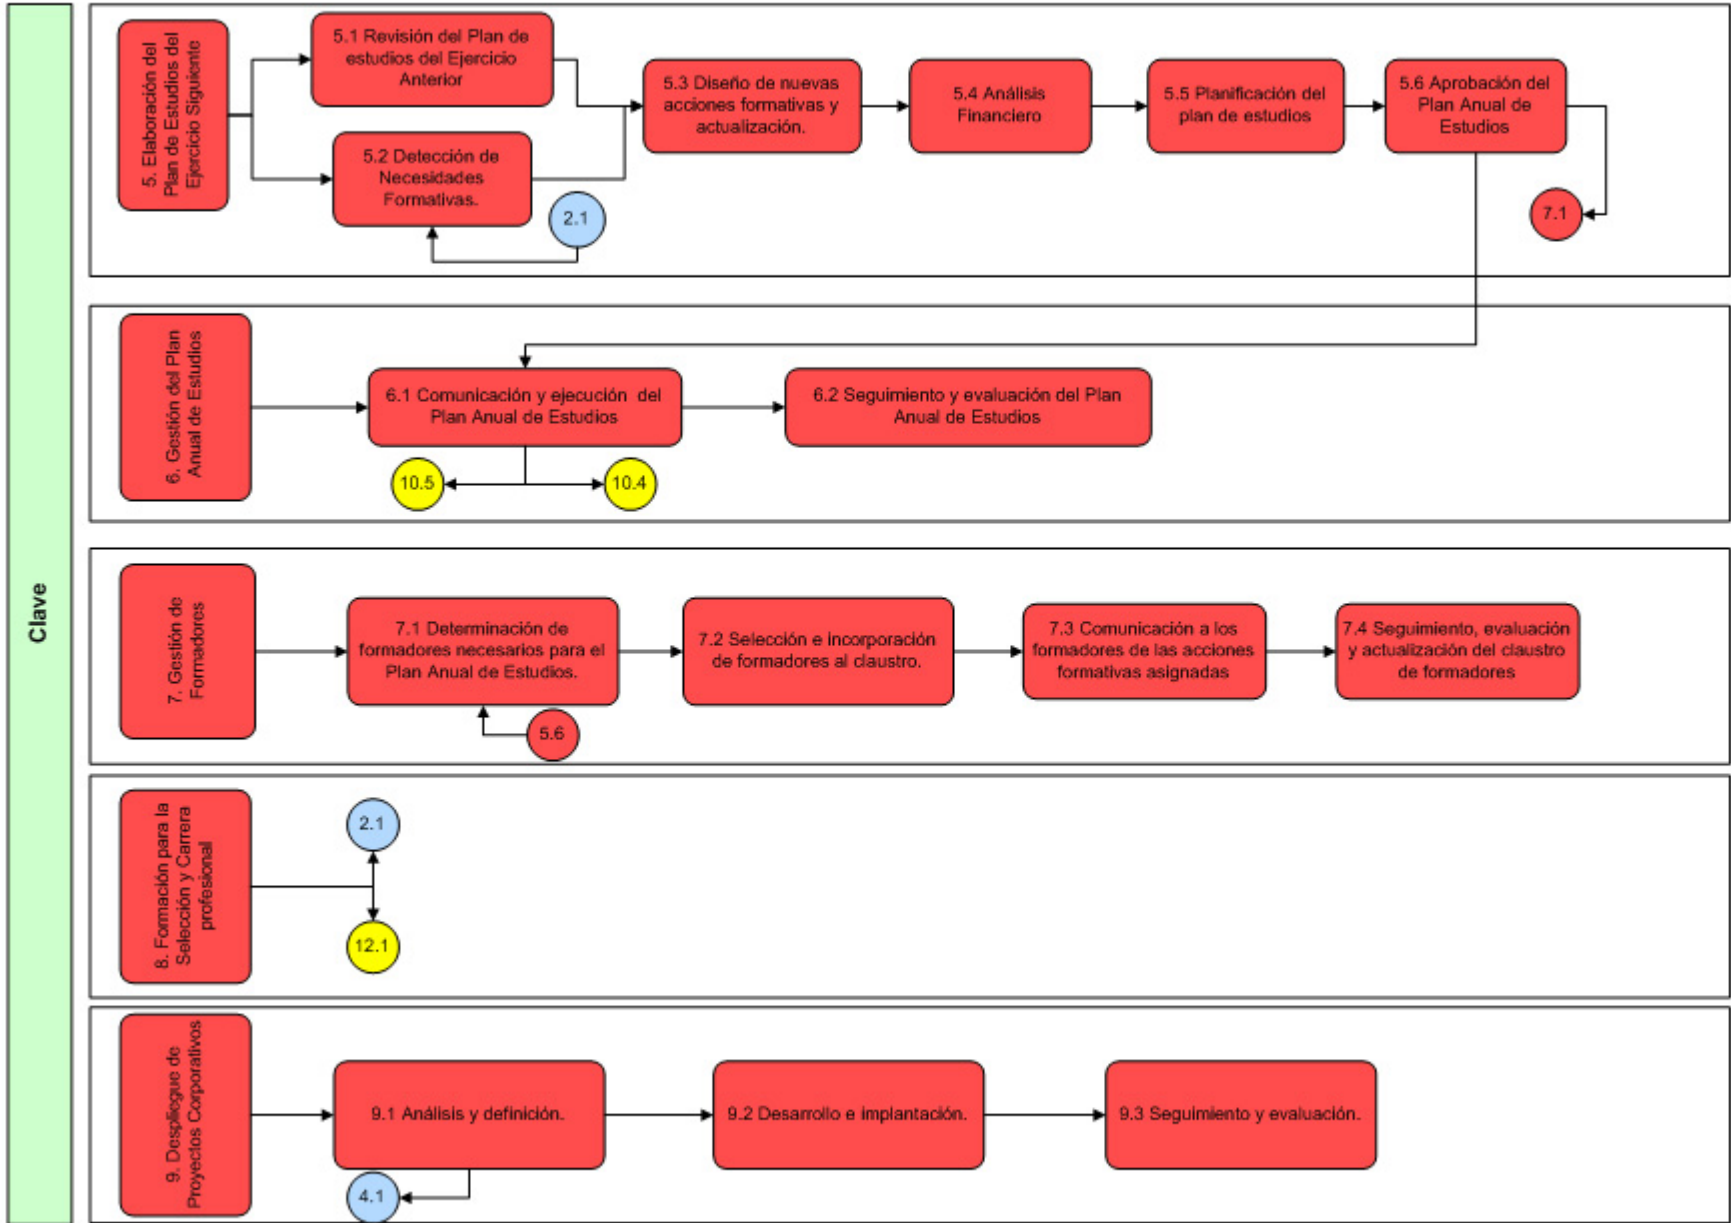 Clave
5. Elaboración del
Plan de Estudios del
Ejercicio Siguiente
5.1 Revisión del Plan de
estudios del Ejercicio
Anterior
5.2 Detección de
Necesidades
Formativas.
2.1
5.3 Diseño de nuevas
acciones formativas y
actualización.
5.4 Análisis
Financiero
5.5 Planificación del
plan de estudios
5.6 Aprobación del
Plan Anual de
Estudios
7.1
6. Gestión del Plan
Anual de Estudios
6.1 Comunicación y ejecución  del
Plan Anual de Estudios
10.5
10.4
6.2 Seguimiento y evaluación del Plan
Anual de Estudios
7. Gestión de
Formadores
7.1 Determinación de
formadores necesarios para el
Plan Anual de Estudios.
5.6
7.2 Selección e incorporación
de formadores al claustro.
7.3 Comunicación a los
formadores de las acciones
formativas asignadas
7.4 Seguimiento, evaluación
y actualización del claustro
de formadores
8. Formación para la
Selección y Carrera
profesional
2.1
12.1
9. Despliegue de
Proyectos Corporativos
9.1 Análisis y definición.
4.1
9.2 Desarrollo e implantación.
9.3 Seguimiento y evaluación.